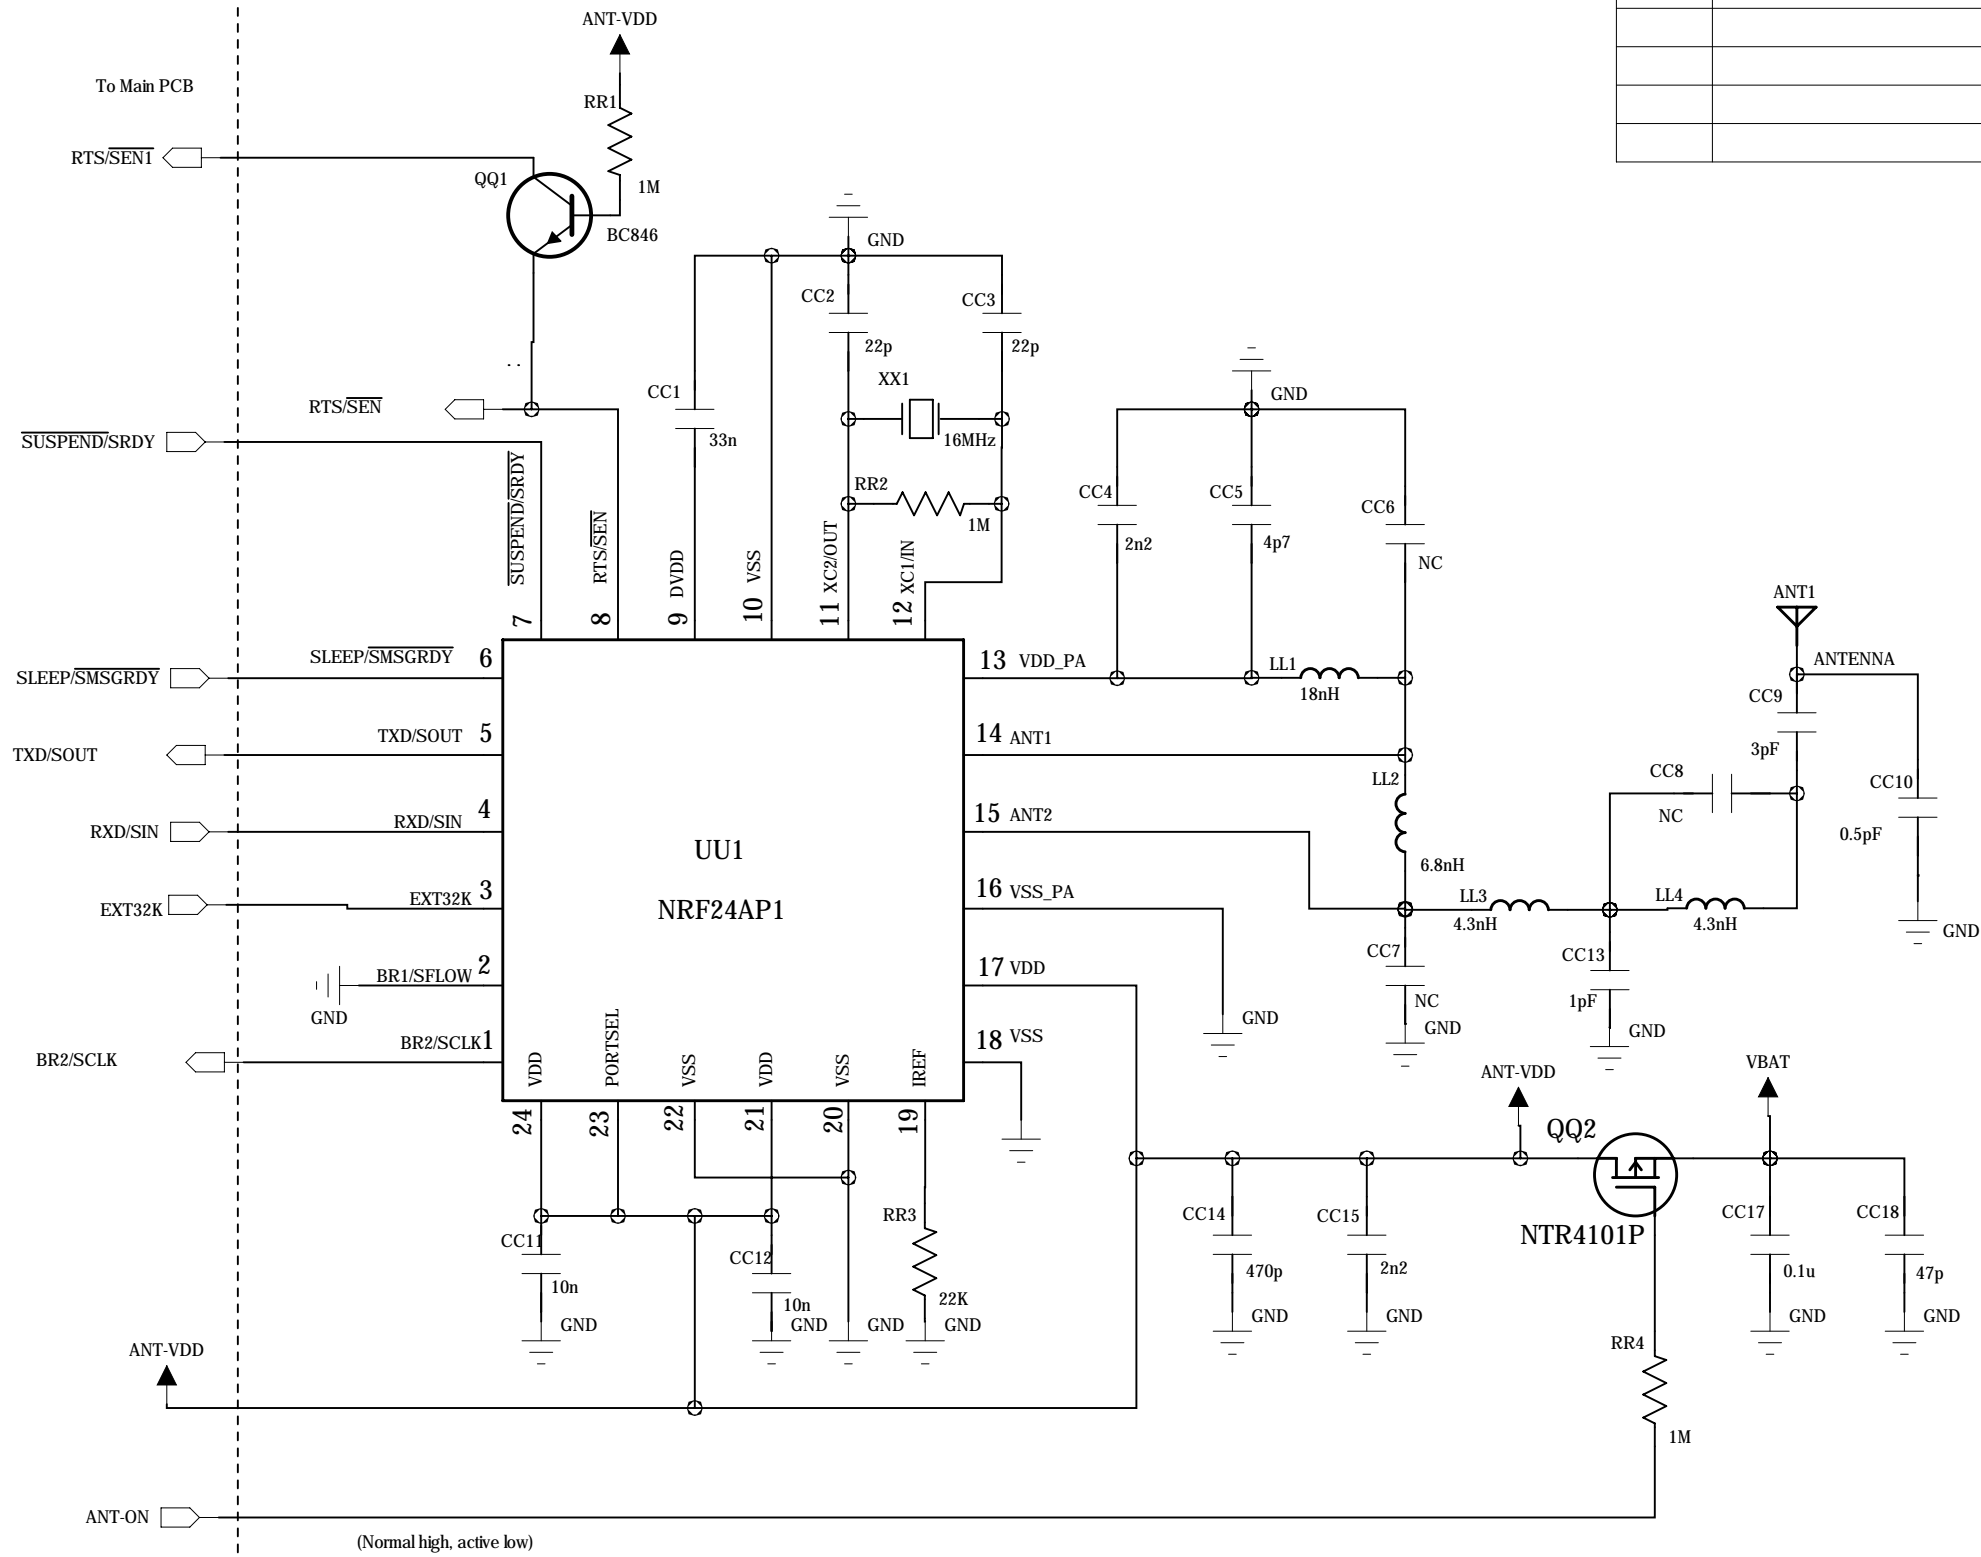 ANT-VDD
To Main PCB
RR1
RTS/SEN1
QQ1
1M
BC846
GND
CC2
CC3
22p
22p
CC1
XX1
33n
16MHz
RR2
1M
RTS/SEN
SUSPEND/SRDY
SUSPEND/SRDY
RTS/SEN
DVDD
VSS
XC2/OUT
XC1/IN
7
8
9
10
11
12
GND
CC4
CC5
CC6
2n2
4p7
NC
SLEEP/SMSGRDY
SLEEP/SMSGRDY
6
13
VDD_PA
LL1
18nH
ANT1
ANTENNA
CC9
3pF
TXD/SOUT
TXD/SOUT
5
14
ANT1
LL2
6.8nH
CC8
NC
CC10
0.5pF
RXD/SIN
RXD/SIN
4
15
ANT2
UU1
NRF24AP1
EXT32K
EXT32K
3
16
VSS_PA
LL3
4.3nH
LL4
4.3nH
GND
CC7
NC
GND
CC13
1pF
GND
BR1/SFLOW
2
GND
17
VDD
GND
BR2/SCLK
BR2/SCLK
1
18
VSS
VDD
PORTSEL
VSS
VDD
VSS
IREF
24
23
22
21
20
19
ANT-VDD
VBAT
QQ2
NTR4101P
CC11
10n
GND
CC12
10n
GND
GND
RR3
22K
GND
CC14
470p
GND
CC15
2n2
GND
CC17
0.1u
GND
CC18
47p
GND
ANT-VDD
RR4
1M
ANT-ON
(Normal high, active low)